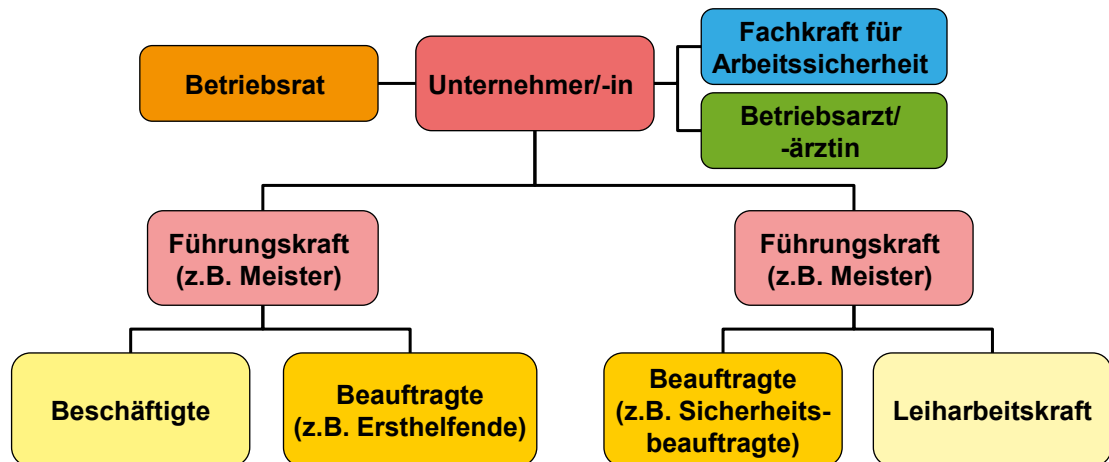 Betriebsrat
Unternehmer/-in
Fachkraft für
Arbeitssicherheit
Betriebsarzt/
-ärztin
Führungskraft
(z.B. Meister)
Führungskraft
(z.B. Meister)
Beschäftigte
Beauftragte
(z.B. Ersthelfende)
Beauftragte
(z.B. Sicherheits-
beauftragte)
Leiharbeitskraft